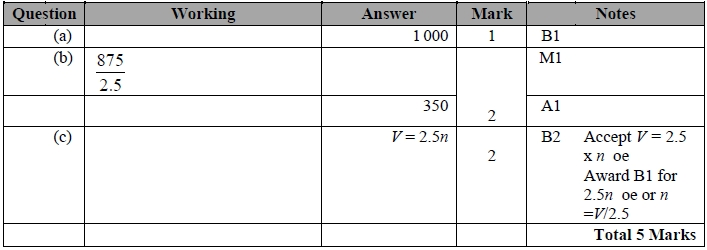 Question Working Answer Mark Notes
(a) 1 000 1 B1
(b) 875 M1
2.5
350 A1
2
(c) V = 2.5n B2 Accept V = 2.5
2 x n oe
Award B1 for
2.5n oe or n
=V/2.5
Total 5 Marks